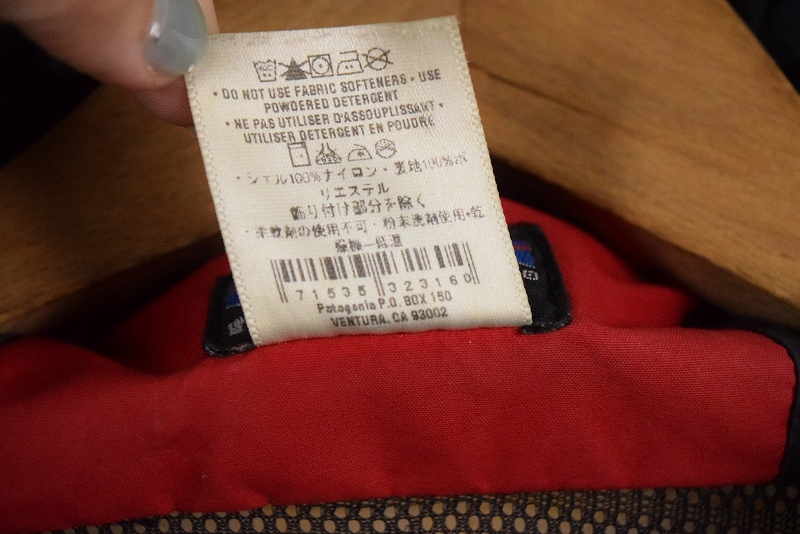 • DO NOT USE FABRIC SOFTENERS • USE
POWDERED DETERGENT
• NE PAS UTILISER D'ASSOUPLISSANT •
UTILISER DETERGENT EN POUDRE
・シェル100%ナイロン・裏地100%ポ
リエステル
飾り付け部分を除く
・柔軟剤の使用不可・粉末洗剤使用・乾
燥機ー低温
71535 323160
Patagonia P.O. BOX 150
VENTURA, CA 93002